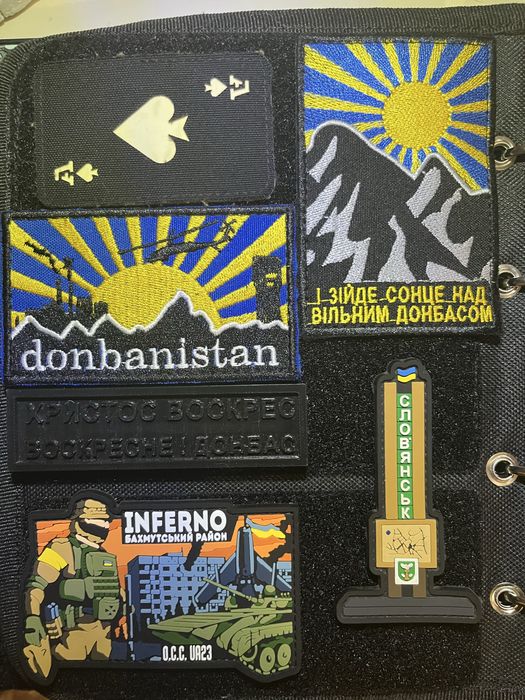 A
A
І ЗІЙДЕ СОНЦЕ НАД
ВІЛЬНИМ ДОНБАСОМ
donbanistan
ХРИСТОС ВОСКРЕС
ВОСКРЕСНЕ І ДОНБАС
INFERNO
БАХМУТСЬКИЙ РАЙОН
O.C.C. UA23
СЛОВ'ЯНСЬК